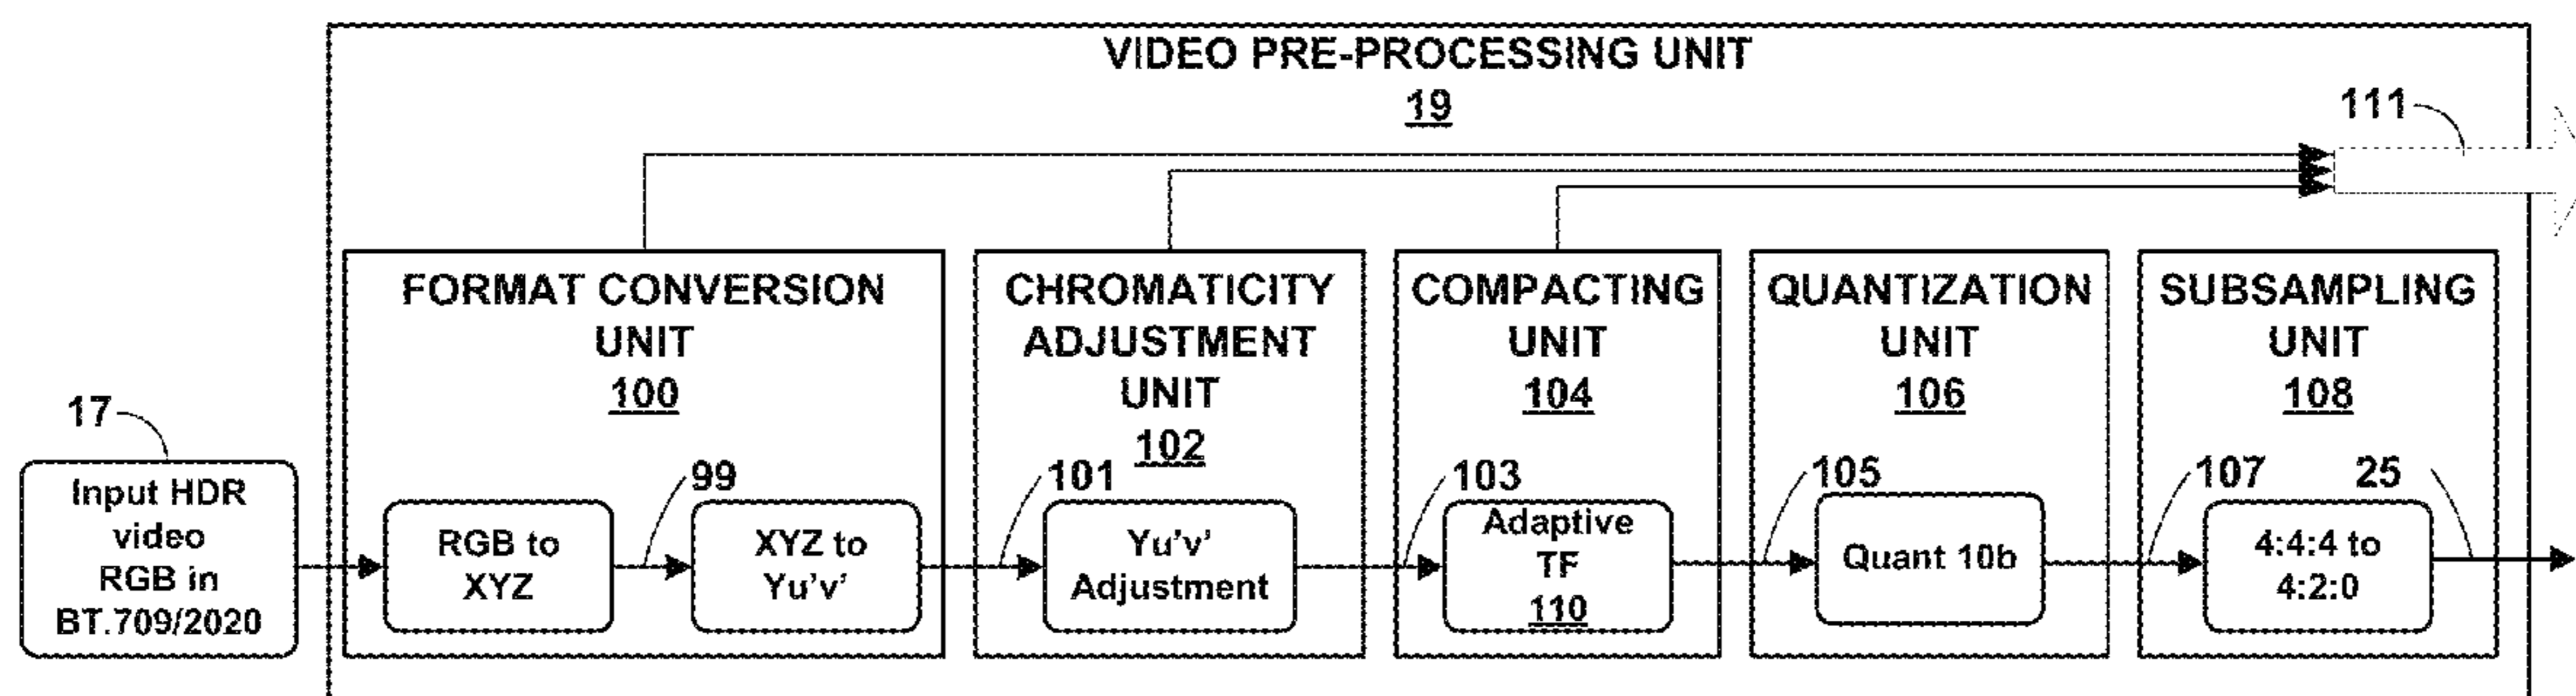 VIDEO PRE-PROCESSING UNIT
19
111
FORMAT CONVERSION
UNIT
100
CHROMATICITY
ADJUSTMENT
UNIT
102
COMPACTING
UNIT
104
QUANTIZATION
UNIT
106
SUBSAMPLING
UNIT
108
17
Input HDR
video
RGB in
BT.709/2020
RGB to
XYZ
99
XYZ to
Yu'v'
101
Yu'v'
Adjustment
103
Adaptive
TF
110
105
Quant 10b
107
4:4:4 to
4:2:0
25